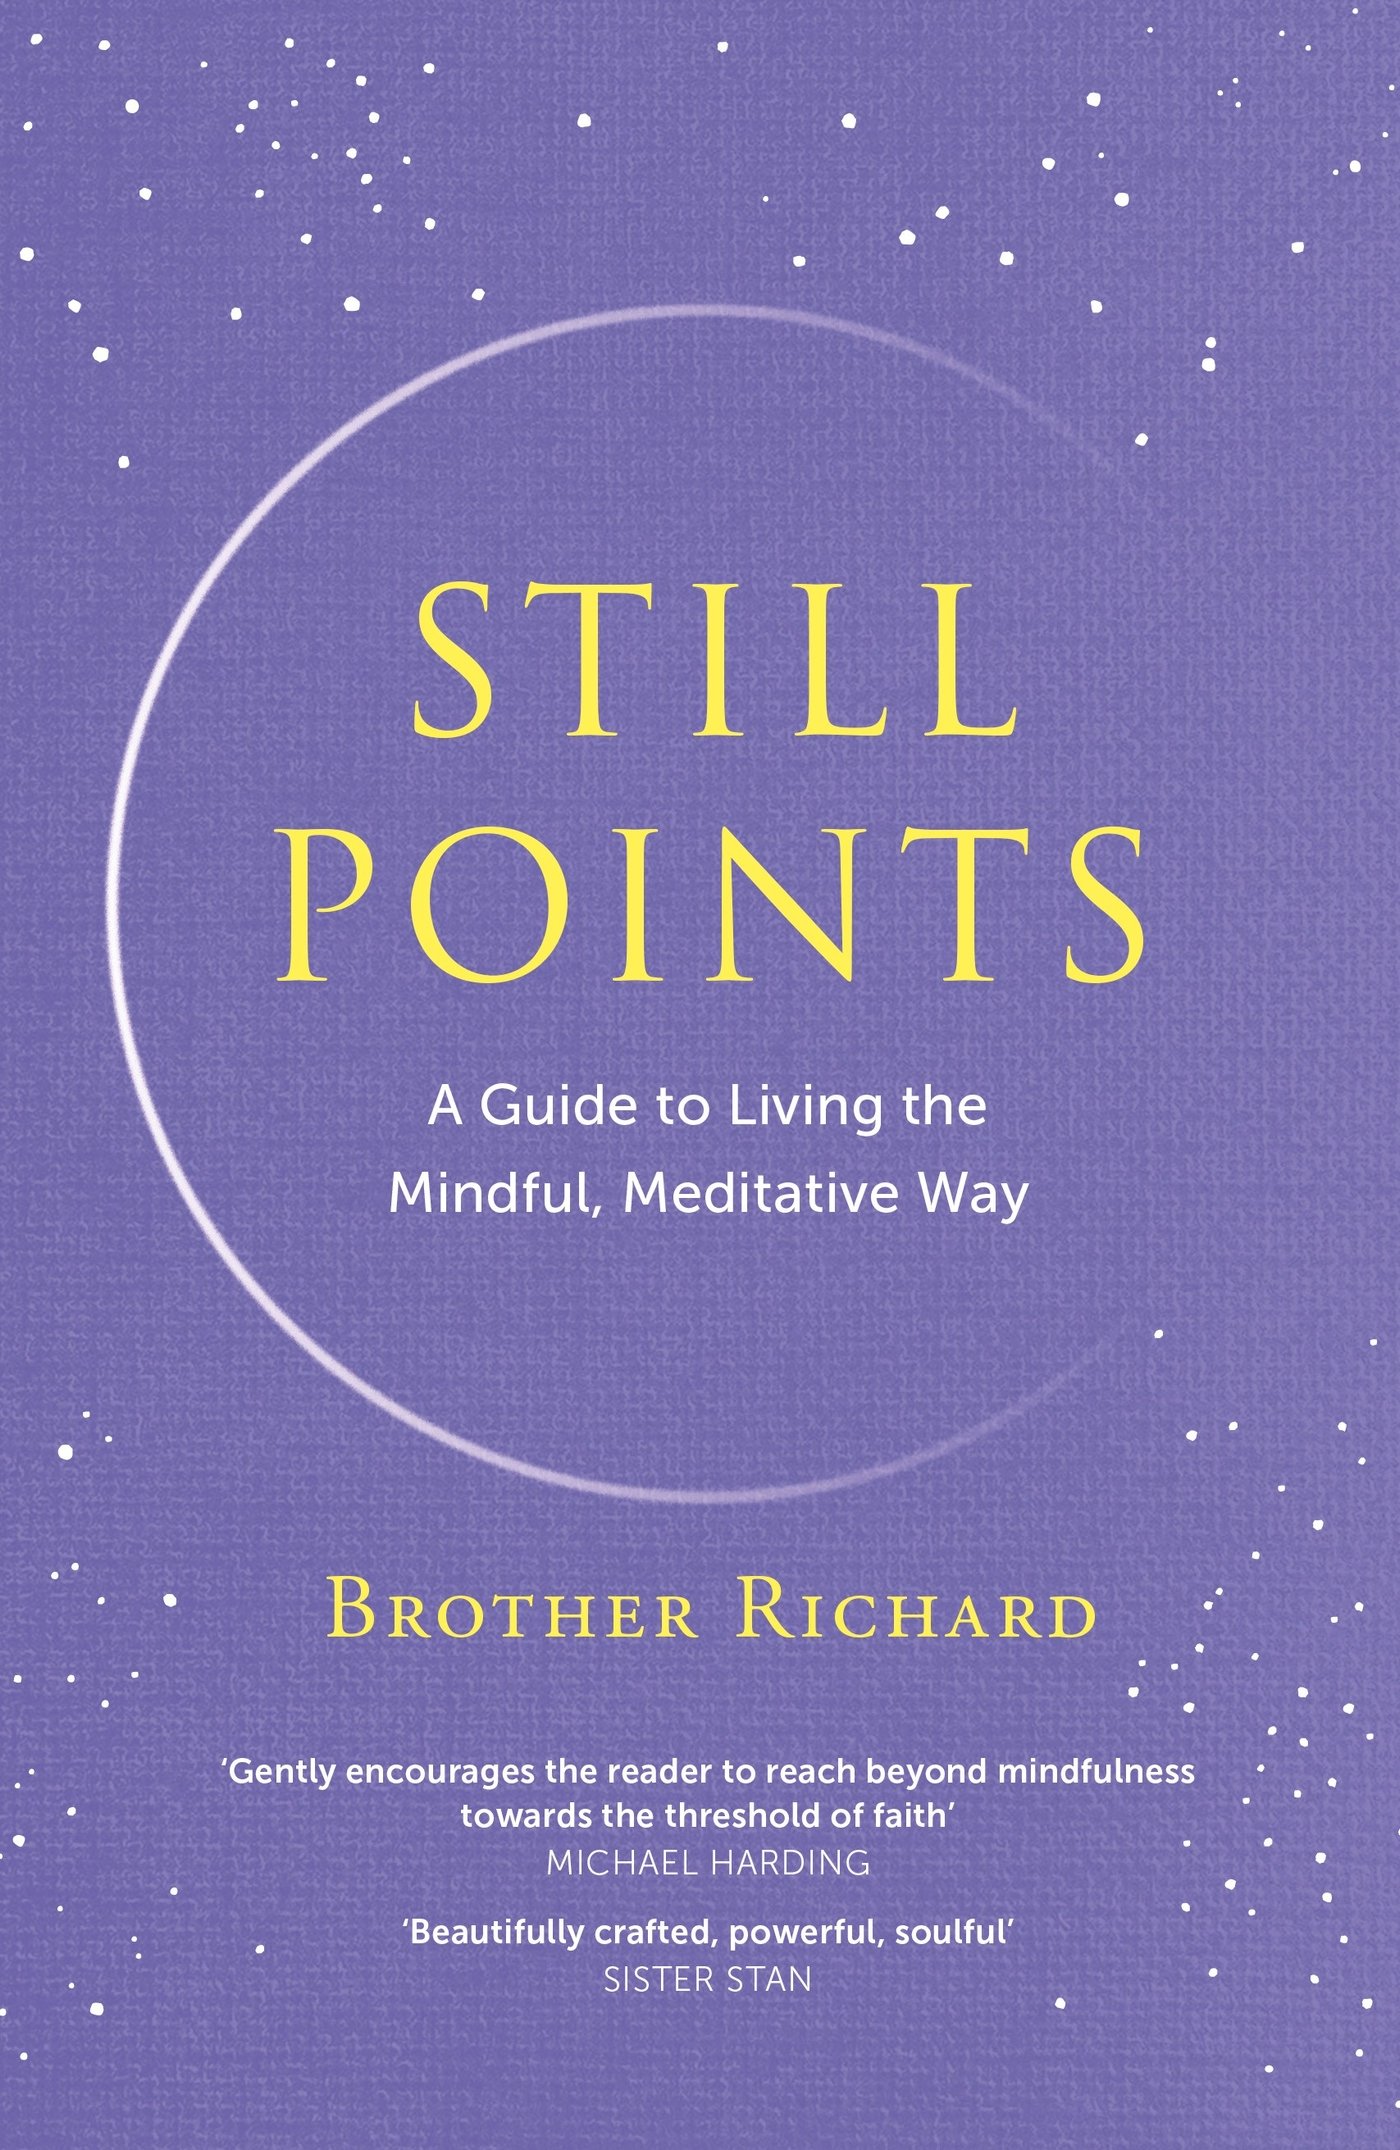 STILL
POINTS
A Guide to Living the
Mindful, Meditative Way
BROTHER RICHARD
‘Gently encourages the reader to reach beyond mindfulness
towards the threshold of faith’
MICHAEL HARDING
‘Beautifully crafted, powerful, soulful’
SISTER STAN